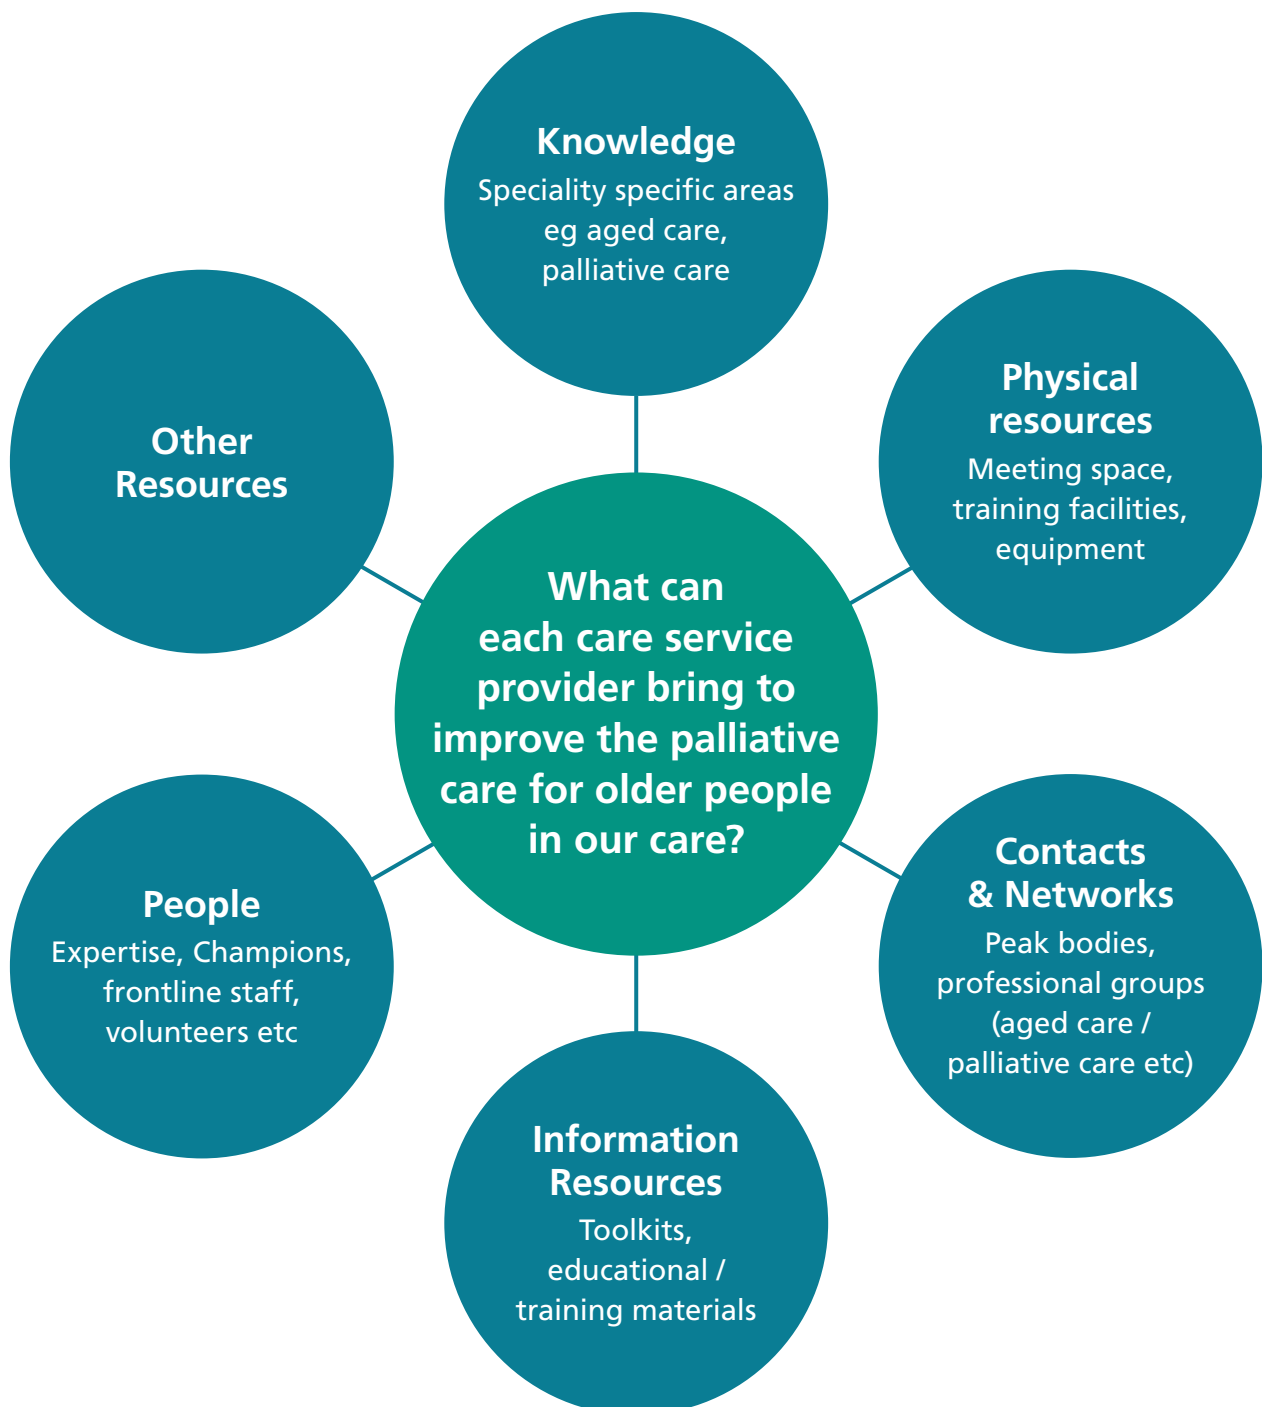 Knowledge
Speciality specific areas
eg aged care,
palliative care
Physical
resources
Meeting space,
training facilities,
equipment
Other
Resources
What can
each care service
provider bring to
improve the palliative
care for older people
in our care?
Contacts
& Networks
Peak bodies,
professional groups
(aged care /
palliative care etc)
People
Expertise, Champions,
frontline staff,
volunteers etc
Information
Resources
Toolkits,
educational /
training materials